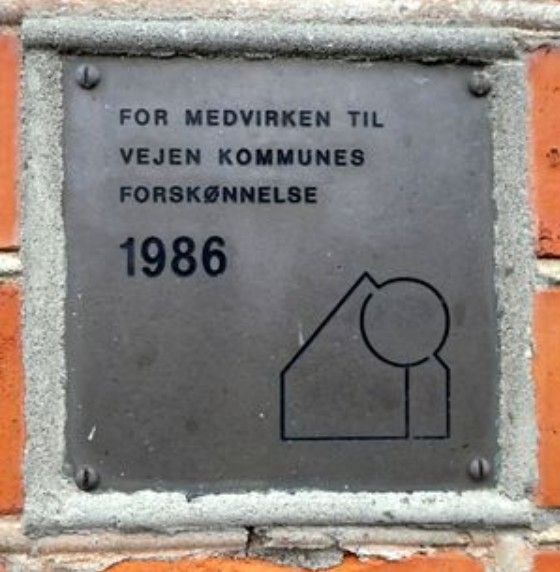 FOR MEDVIRKEN TIL
VEJEN KOMMUNES
FORSKØNNELSE
1986